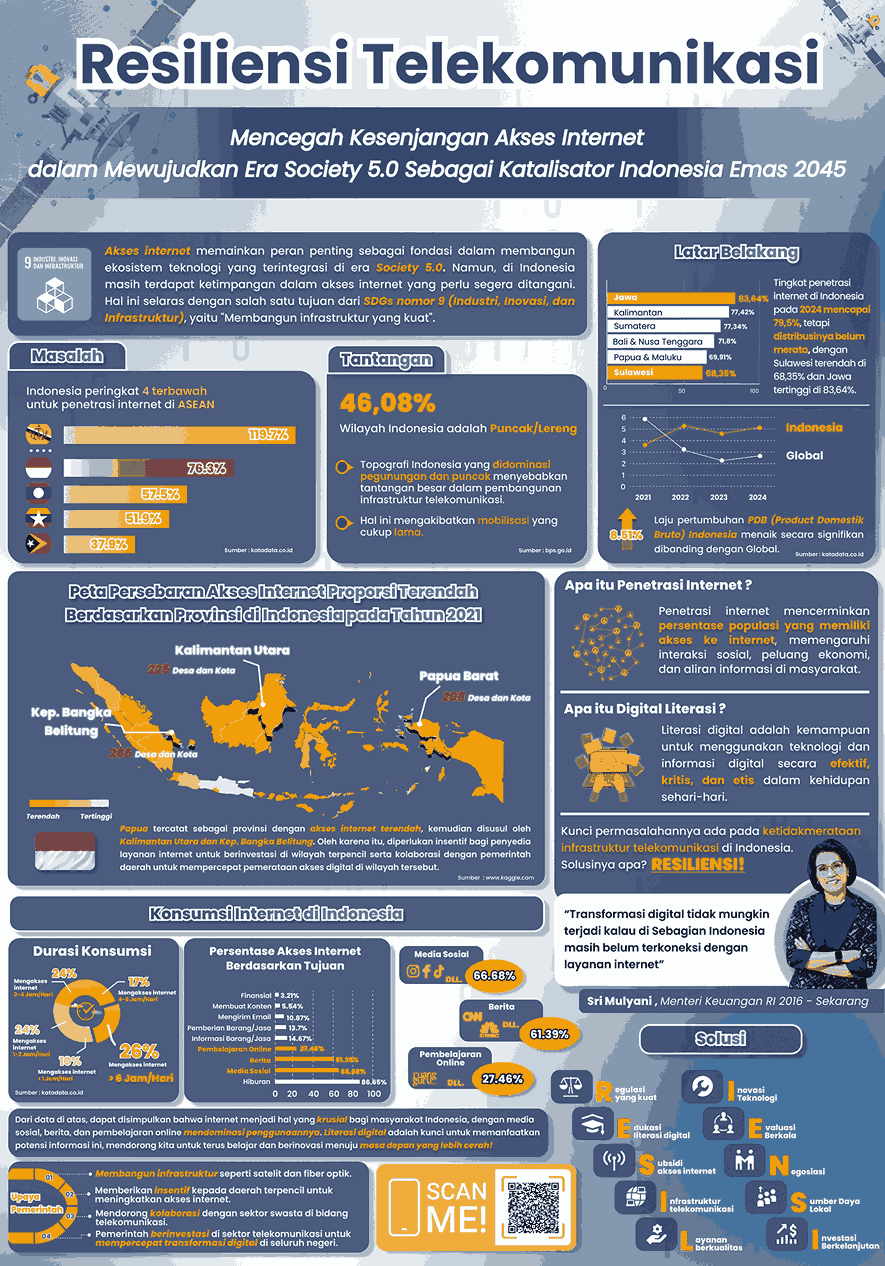 Resiliensi Telekomunikasi
Mencegah Kesenjangan Akses Internet
dalam Mewujudkan Era Society 5.0 Sebagai Katalisator Indonesia Emas 2045
9 INDUSTRI, INOVASI
DAN INFRASTRUKTUR
Akses internet memainkan peran penting sebagai fondasi dalam membangun
ekosistem teknologi yang terintegrasi di era Society 5.0. Namun, di Indonesia
masih terdapat ketimpangan dalam akses internet yang perlu segera ditangani.
Hal ini selaras dengan salah satu tujuan dari SDGs nomor 9 (Industri, Inovasi, dan
Infrastruktur), yaitu "Membangun infrastruktur yang kuat".
Latar Belakang
Jawa 83,64%
Kalimantan 77,42%
Sumatera 77,34%
Bali & Nusa Tenggara 71,8%
Papua & Maluku 69,91%
Sulawesi 68,35%
0 50 100
Tingkat penetrasi
internet di Indonesia
pada 2024 mencapai
79,5%, tetapi
distribusinya belum
merata, dengan
Sulawesi terendah di
68,35% dan Jawa
tertinggi di 83,64%.
6
5
4
3
2
1
0
2021 2022 2023 2024
Indonesia
Global
8.51%
Laju pertumbuhan PDB (Product Domestik
Bruto) Indonesia menaik secara signifikan
dibanding dengan Global.
Sumber : katadata.co.id
Masalah
Indonesia peringkat 4 terbawah
untuk penetrasi internet di ASEAN
119.7%
76.3%
57.5%
51.9%
37.9%
Sumber : katadata.co.id
Tantangan
46,08%
Wilayah Indonesia adalah Puncak/Lereng
Topografi Indonesia yang didominasi
pegunungan dan puncak menyebabkan
tantangan besar dalam pembangunan
infrastruktur telekomunikasi.
Hal ini mengakibatkan mobilisasi yang
cukup lama.
Sumber : bps.go.id
Peta Persebaran Akses Internet Proporsi Terendah
Berdasarkan Provinsi di Indonesia pada Tahun 2021
Kalimantan Utara
Desa dan Kota
Papua Barat
Desa dan Kota
Kep. Bangka
Belitung
Desa dan Kota
Terendah Tertinggi
Papua tercatat sebagai provinsi dengan akses internet terendah, kemudian disusul oleh
Kalimantan Utara dan Kep. Bangka Belitung. Oleh karena itu, diperlukan insentif bagi penyedia
layanan internet untuk berinvestasi di wilayah terpencil serta kolaborasi dengan pemerintah
daerah untuk mempercepat pemerataan akses digital di wilayah tersebut.
Sumber : www.kaggle.com
Apa itu Penetrasi Internet ?
Penetrasi internet mencerminkan
persentase populasi yang memiliki
akses ke internet, memengaruhi
interaksi sosial, peluang ekonomi,
dan aliran informasi di masyarakat.
Apa itu Digital Literasi ?
Literasi digital adalah kemampuan
untuk menggunakan teknologi dan
informasi digital secara efektif,
kritis, dan etis dalam kehidupan
sehari-hari.
Kunci permasalahannya ada pada ketidakmerataan
infrastruktur telekomunikasi di Indonesia.
Solusinya apa? RESILIENSI!
“Transformasi digital tidak mungkin
terjadi kalau di Sebagian Indonesia
masih belum terkoneksi dengan
layanan internet”
Sri Mulyani , Menteri Keuangan RI 2016 - Sekarang
Konsumsi Internet di Indonesia
Durasi Konsumsi
24%
Mengakses
internet
2-4 Jam/Hari
17%
Mengakses internet
4-6 Jam/Hari
24%
Mengakses
internet
1-2 Jam/Hari
10%
Mengakses internet
<1 Jam/Hari
26%
Mengakses internet
> 6 Jam/Hari
Sumber : katadata.co.id
Persentase Akses Internet
Berdasarkan Tujuan
Finansial 3.21%
Membuat Konten 5.54%
Mengirim Email 10.87%
Pemberian Barang/Jasa 13.7%
Informasi Barang/Jasa 14.67%
Pembelajaran Online 27.46%
Berita 61.39%
Media Sosial 66.68%
Hiburan 86.65%
0 20 40 60 80 100
Media Sosial
DLL.
66.68%
Berita
CNN
CNBC
DLL.
61.39%
Pembelajaran
Online
ruang
guru
DLL.
27.46%
Dari data di atas, dapat disimpulkan bahwa internet menjadi hal yang krusial bagi masyarakat Indonesia, dengan media
sosial, berita, dan pembelajaran online mendominasi penggunaannya. Literasi digital adalah kunci untuk memanfaatkan
potensi informasi ini, mendorong kita untuk terus belajar dan berinovasi menuju masa depan yang lebih cerah!
Upaya
Pemerintah
01
Membangun infrastruktur seperti satelit dan fiber optik.
02
Memberikan insentif kepada daerah terpencil untuk
meningkatkan akses internet.
03
Mendorong kolaborasi dengan sektor swasta di bidang
telekomunikasi.
04
Pemerintah berinvestasi di sektor telekomunikasi untuk
mempercepat transformasi digital di seluruh negeri.
SCAN
ME!
Solusi
Regulasi
yang kuat
Inovasi
Teknologi
Edukasi
literasi digital
Evaluasi
Berkala
Subsidi
akses internet
Negosiasi
Infrastruktur
telekomunikasi
Sumber Daya
Lokal
Layanan
berkualitas
Investasi
Berkelanjutan